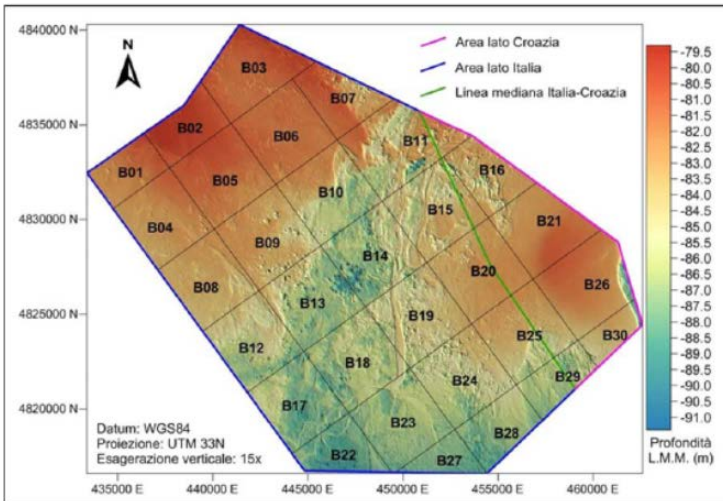 4840000 N
4835000 N
4830000 N
4825000 N
4820000 N
N
Area lato Croazia
Area lato Italia
Linea mediana Italia-Croazia
B03
B07
B02
B06
B11
B01
B05
B10
B16
B04
B09
B15
B21
B08
B14
B20
B26
B13
B19
B25
B30
B12
B18
B24
B29
B17
B23
B28
B22
B27
Datum: WGS84
Proiezione: UTM 33N
Esagerazione verticale: 15x
435000 E
440000 E
445000 E
450000 E
455000 E
460000 E
-79.5
-80.0
-80.5
-81.0
-81.5
-82.0
-82.5
-83.0
-83.5
-84.0
-84.5
-85.0
-85.5
-86.0
-86.5
-87.0
-87.5
-88.0
-88.5
-89.0
-89.5
-90.0
-90.5
-91.0
Profondità
L.M.M. (m)